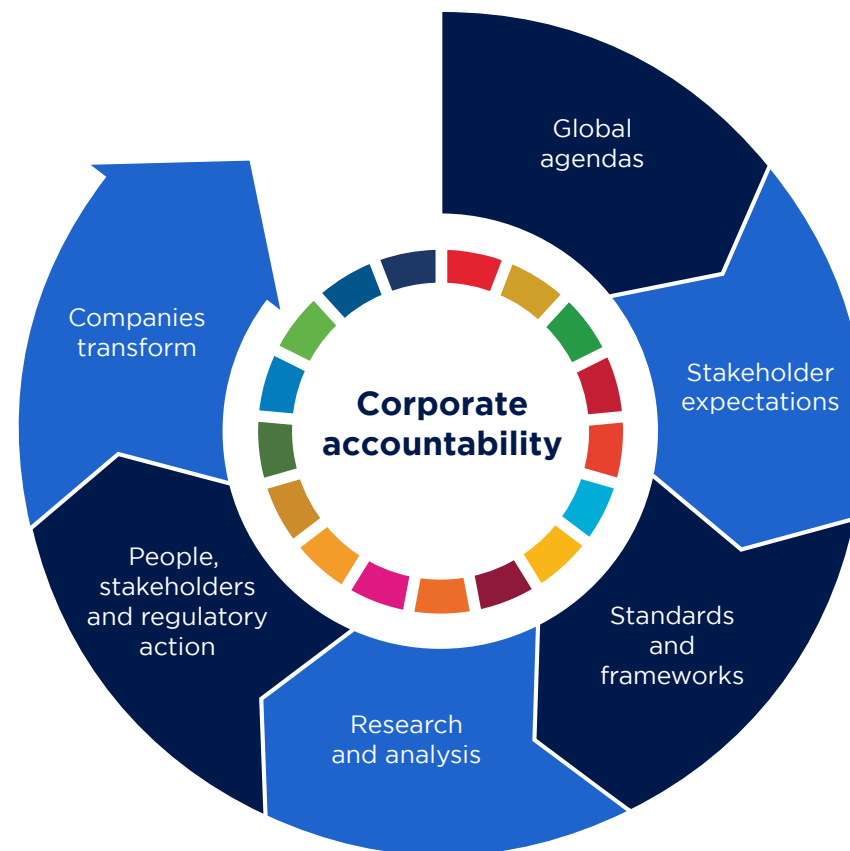 Global
agendas
Stakeholder
expectations
Standards
and
frameworks
Research
and analysis
People,
stakeholders
and regulatory
action
Companies
transform
Corporate
accountability